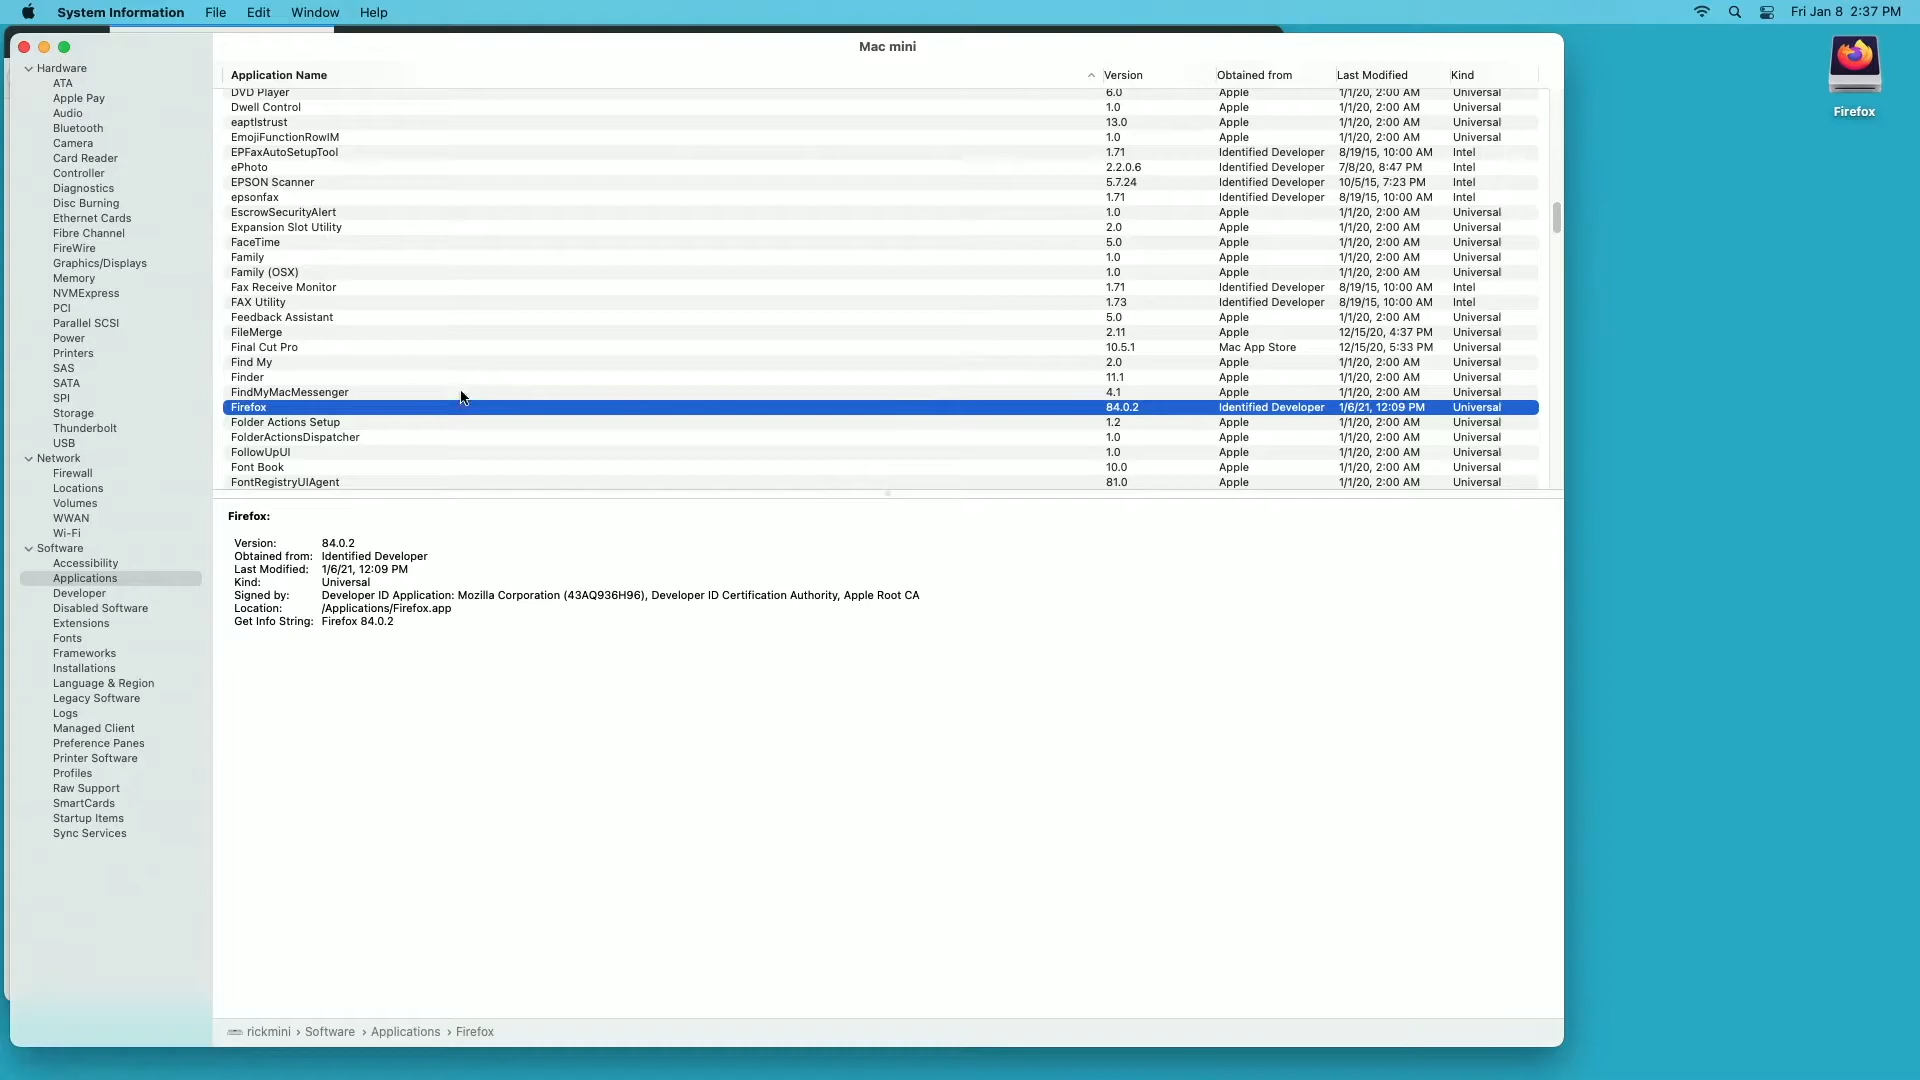 System Information File Edit Window Help Fri Jan 8 2:37 PM
Mac mini
Firefox
Hardware
ATA
Apple Pay
Audio
Bluetooth
Camera
Card Reader
Controller
Diagnostics
Disc Burning
Ethernet Cards
Fibre Channel
FireWire
Graphics/Displays
Memory
NVMExpress
PCI
Parallel SCSI
Power
Printers
SAS
SATA
SPI
Storage
Thunderbolt
USB
Network
Firewall
Locations
Volumes
WWAN
Wi-Fi
Software
Accessibility
Applications
Developer
Disabled Software
Extensions
Fonts
Frameworks
Installations
Language & Region
Legacy Software
Logs
Managed Client
Preference Panes
Printer Software
Profiles
Raw Support
SmartCards
Startup Items
Sync Services
Application Name Version Obtained from Last Modified Kind
DVD Player 6.0 Apple 1/1/20, 2:00 AM Universal
Dwell Control 1.0 Apple 1/1/20, 2:00 AM Universal
eaptlstrust 13.0 Apple 1/1/20, 2:00 AM Universal
EmojiFunctionRowIM 1.0 Apple 1/1/20, 2:00 AM Universal
EPFaxAutoSetupTool 1.71 Identified Developer 8/19/15, 10:00 AM Intel
ePhoto 2.2.0.6 Identified Developer 7/8/20, 8:47 PM Intel
EPSON Scanner 5.7.24 Identified Developer 10/5/15, 7:23 PM Intel
epsonfax 1.71 Identified Developer 8/19/15, 10:00 AM Intel
EscrowSecurityAlert 1.0 Apple 1/1/20, 2:00 AM Universal
Expansion Slot Utility 2.0 Apple 1/1/20, 2:00 AM Universal
FaceTime 5.0 Apple 1/1/20, 2:00 AM Universal
Family 1.0 Apple 1/1/20, 2:00 AM Universal
Family (OSX) 1.0 Apple 1/1/20, 2:00 AM Universal
Fax Receive Monitor 1.71 Identified Developer 8/19/15, 10:00 AM Intel
FAX Utility 1.73 Identified Developer 8/19/15, 10:00 AM Intel
Feedback Assistant 5.0 Apple 1/1/20, 2:00 AM Universal
FileMerge 2.11 Apple 12/15/20, 4:37 PM Universal
Final Cut Pro 10.5.1 Mac App Store 12/15/20, 5:33 PM Universal
Find My 2.0 Apple 1/1/20, 2:00 AM Universal
Finder 11.1 Apple 1/1/20, 2:00 AM Universal
FindMyMacMessenger 4.1 Apple 1/1/20, 2:00 AM Universal
Firefox 84.0.2 Identified Developer 1/6/21, 12:09 PM Universal
Folder Actions Setup 1.2 Apple 1/1/20, 2:00 AM Universal
FolderActionsDispatcher 1.0 Apple 1/1/20, 2:00 AM Universal
FollowUpUI 1.0 Apple 1/1/20, 2:00 AM Universal
Font Book 10.0 Apple 1/1/20, 2:00 AM Universal
FontRegistryUIAgent 81.0 Apple 1/1/20, 2:00 AM Universal
Firefox:
Version: 84.0.2
Obtained from: Identified Developer
Last Modified: 1/6/21, 12:09 PM
Kind: Universal
Signed by: Developer ID Application: Mozilla Corporation (43AQ936H96), Developer ID Certification Authority, Apple Root CA
Location: /Applications/Firefox.app
Get Info String: Firefox 84.0.2
rickmini › Software › Applications › Firefox